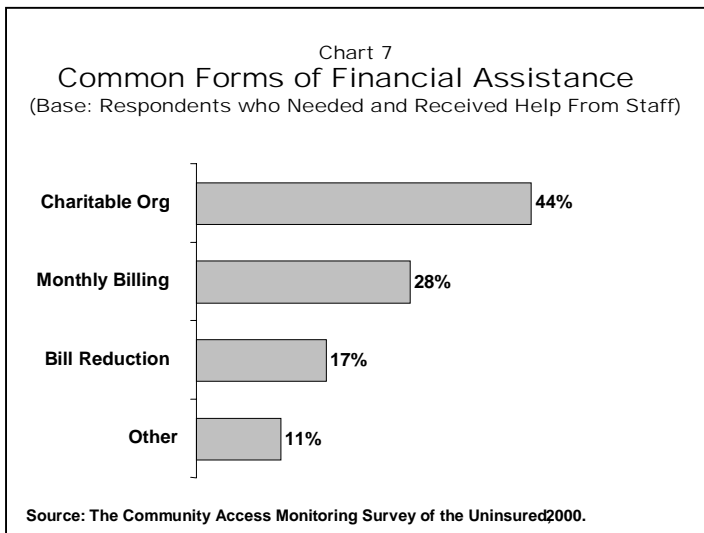 Chart 7
Common Forms of Financial Assistance
(Base: Respondents who Needed and Received Help From Staff)
Charitable Org 44%
Monthly Billing 28%
Bill Reduction 17%
Other 11%
Source: The Community Access Monitoring Survey of the Uninsured,2000.